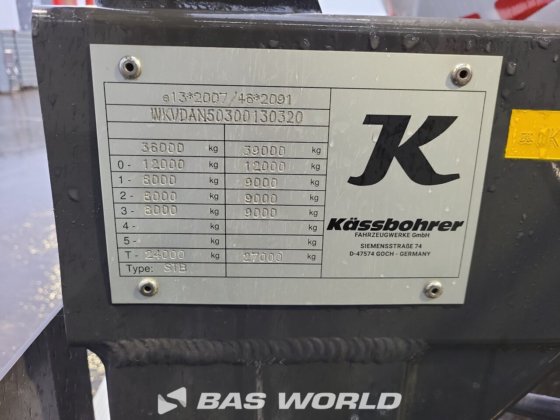 e13*2007/46*2091
WKVDAN50300130320
36000 kg 39000 kg
0- 12000 kg 12000 kg
1- 8000 kg 9000 kg
2- 8000 kg 9000 kg
3- 8000 kg 9000 kg
4- kg kg
5- kg kg
T- 24000 kg 27000 kg
Type: S1B
K
Kässbohrer
FAHRZEUGWERKE GmbH
SIEMENSSTRAßE 74
D-47574 GOCH - GERMANY
BAS WORLD